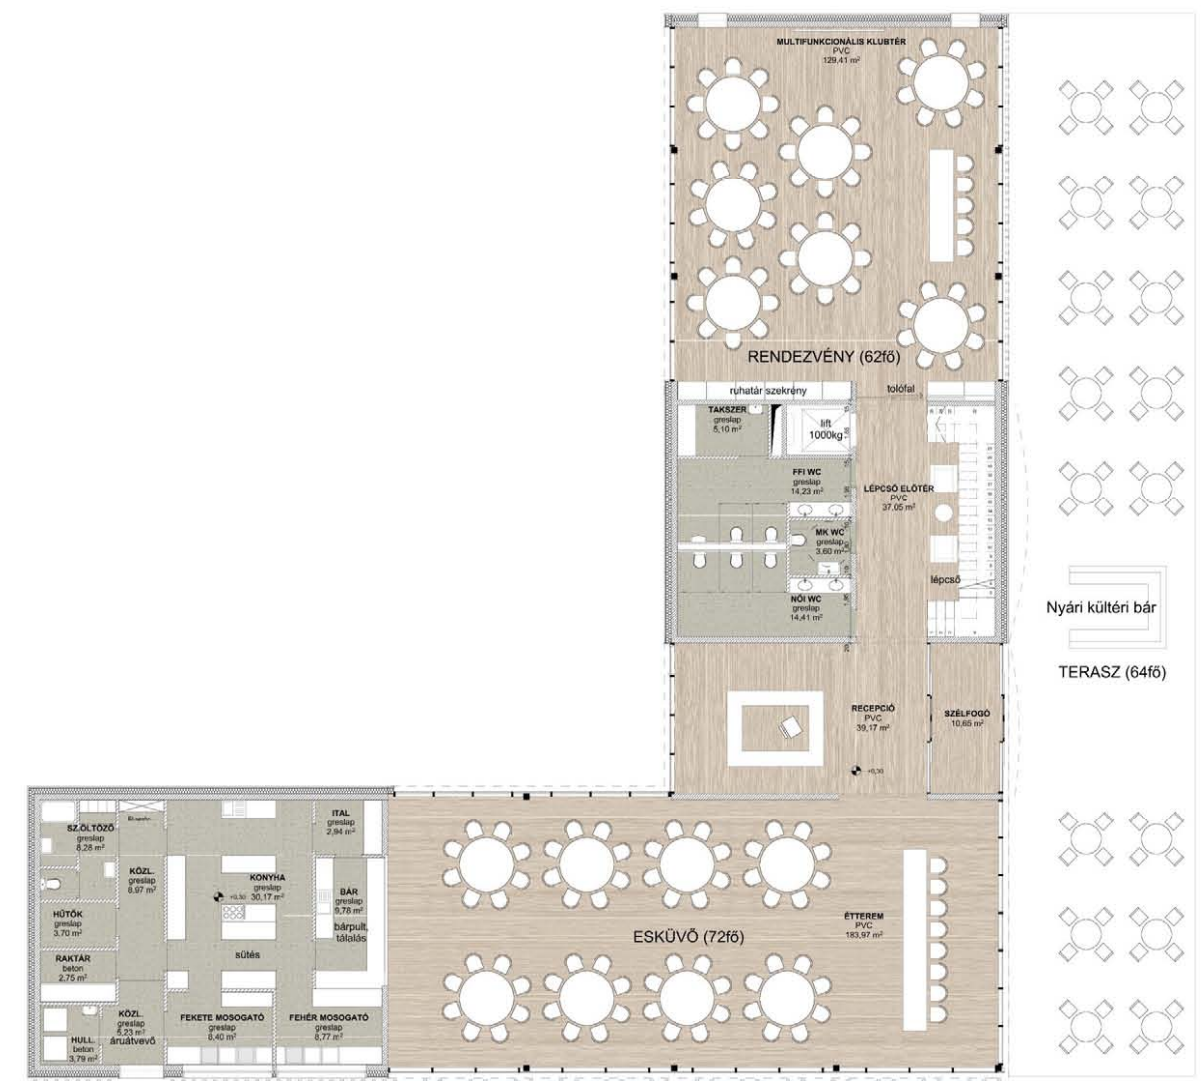 MULTIFUNKCIONÁLIS KLUBTÉR
PVC
129,41 m²
RENDEZVÉNY (62fő)
ruhatár szekrény
tolófal
TAKSZER
greslap
5,10 m²
lift
1000kg
FFI WC
greslap
14,23 m²
LÉPCSŐ ELŐTÉR
PVC
37,05 m²
MK WC
greslap
3,60 m²
lépcső
NŐI WC
greslap
14,41 m²
Nyári kültéri bár
TERASZ (64fő)
RECEPCIÓ
PVC
39,17 m²
SZÉLFOGÓ
10,65 m²
+0,30
ITAL
greslap
2,94 m²
SZ.ÖLTÖZŐ
greslap
8,28 m²
KÖZL.
greslap
8,97 m²
KONYHA
greslap
30,17 m²
+0,30
BÁR
greslap
9,78 m²
bárpult,
tálalás
HŰTŐK
greslap
3,70 m²
sütés
ESKÜVŐ (72fő)
ÉTTEREM
PVC
183,97 m²
RAKTÁR
beton
2,75 m²
KÖZL.
greslap
5,23 m²
áruátvevő
FEKETE MOSOGATÓ
greslap
8,40 m²
FEHÉR MOSOGATÓ
greslap
8,77 m²
HULL.
beton
3,79 m²